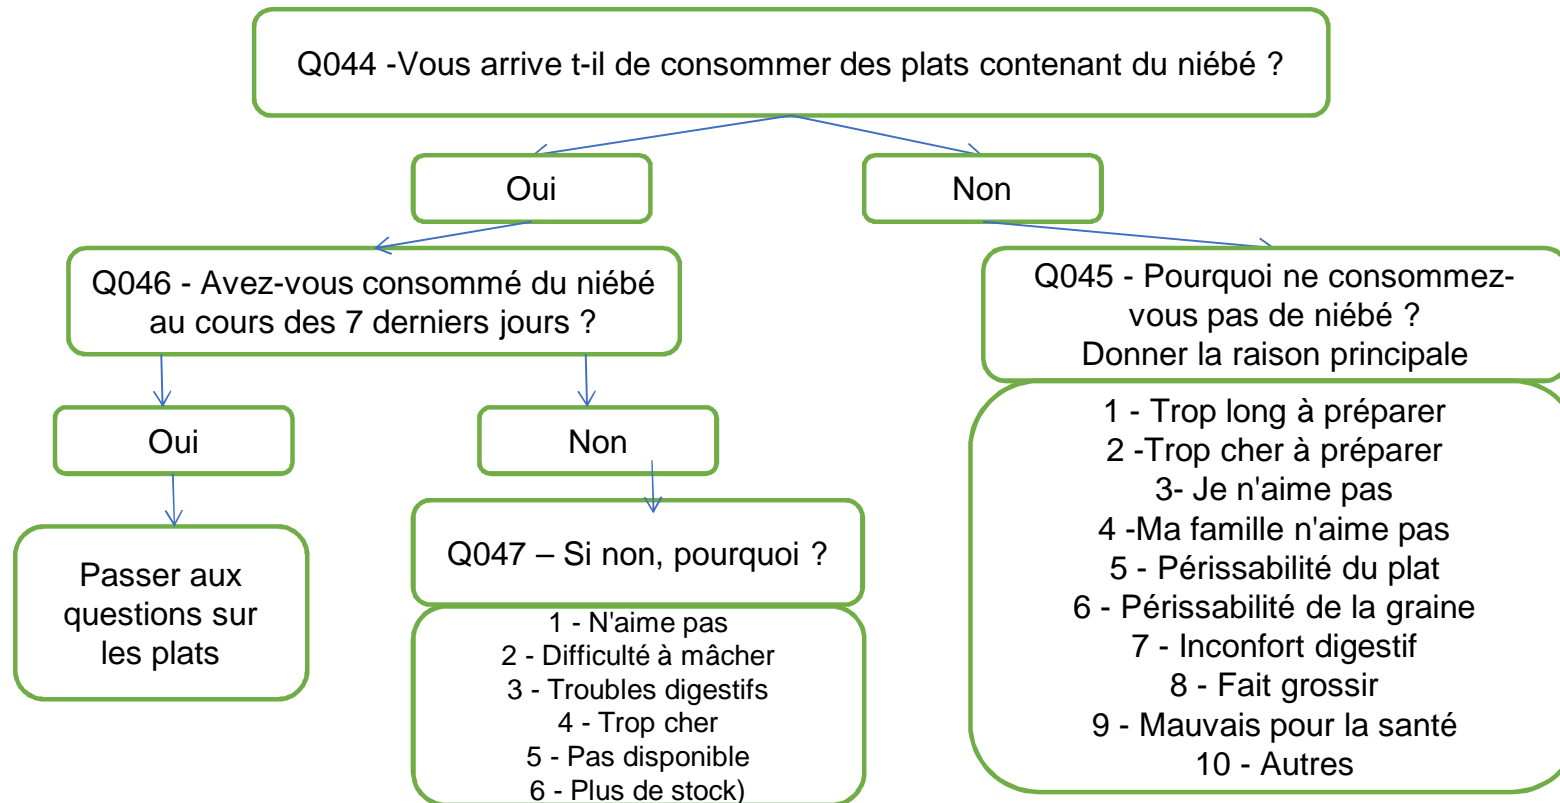 Q044 -Vous arrive t-il de consommer des plats contenant du niébé ?
Oui
Non
Q046 - Avez-vous consommé du niébé
au cours des 7 derniers jours ?
Q045 - Pourquoi ne consommez-
vous pas de niébé ?
Donner la raison principale
Oui
Non
1 - Trop long à préparer
2 -Trop cher à préparer
3- Je n'aime pas
4 -Ma famille n'aime pas
5 - Périssabilité du plat
6 - Périssabilité de la graine
7 - Inconfort digestif
8 - Fait grossir
9 - Mauvais pour la santé
10 - Autres
Passer aux
questions sur
les plats
Q047 – Si non, pourquoi ?
1 - N'aime pas
2 - Difficulté à mâcher
3 - Troubles digestifs
4 - Trop cher
5 - Pas disponible
6 - Plus de stock)